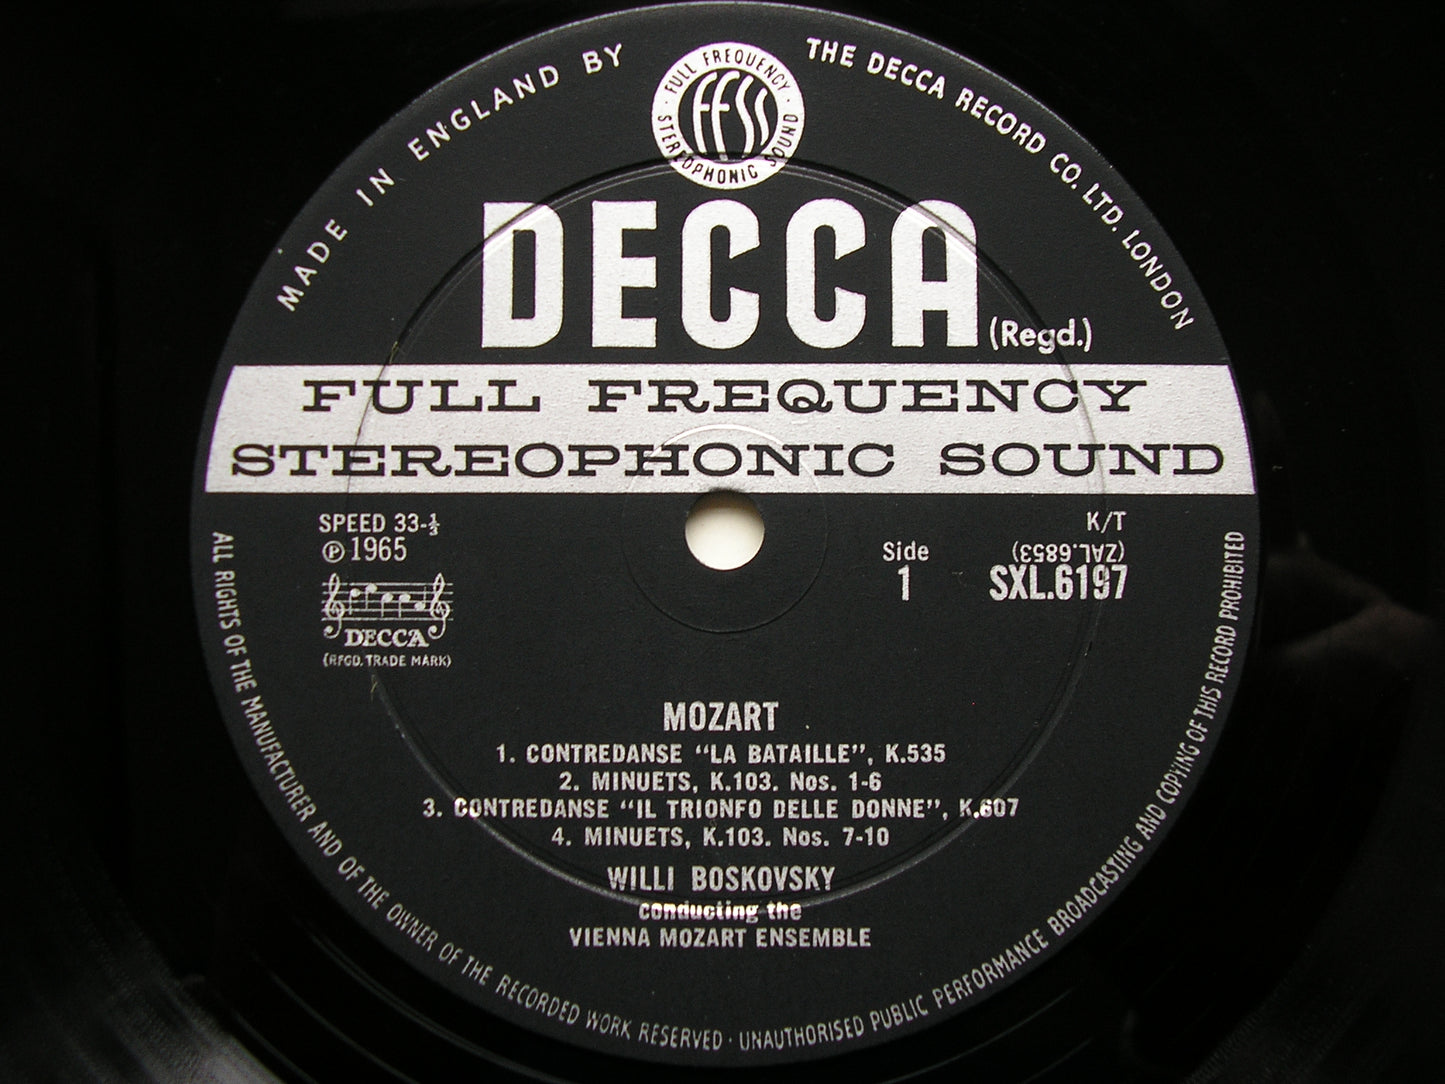 MADE IN ENGLAND BY
THE DECCA RECORD CO. LTD. LONDON
FULL FREQUENCY
STEREOPHONIC SOUND
FFSS
DECCA
(Regd.)
FULL FREQUENCY
STEREOPHONIC SOUND
SPEED 33-⅓
Ⓟ 1965
DECCA
(REGD. TRADE MARK)
Side
1
K/T
(ZAL.6853)
SXL.6197
MOZART
1. CONTREDANSE “LA BATAILLE”, K.535
2. MINUETS, K.103. Nos. 1-6
3. CONTREDANSE “IL TRIONFO DELLE DONNE”, K.607
4. MINUETS, K.103. Nos. 7-10
WILLI BOSKOVSKY
conducting the
VIENNA MOZART ENSEMBLE
ALL RIGHTS OF THE MANUFACTURER AND OF THE OWNER OF THE RECORDED WORK RESERVED · UNAUTHORISED PUBLIC PERFORMANCE BROADCASTING AND COPYING OF THIS RECORD PROHIBITED